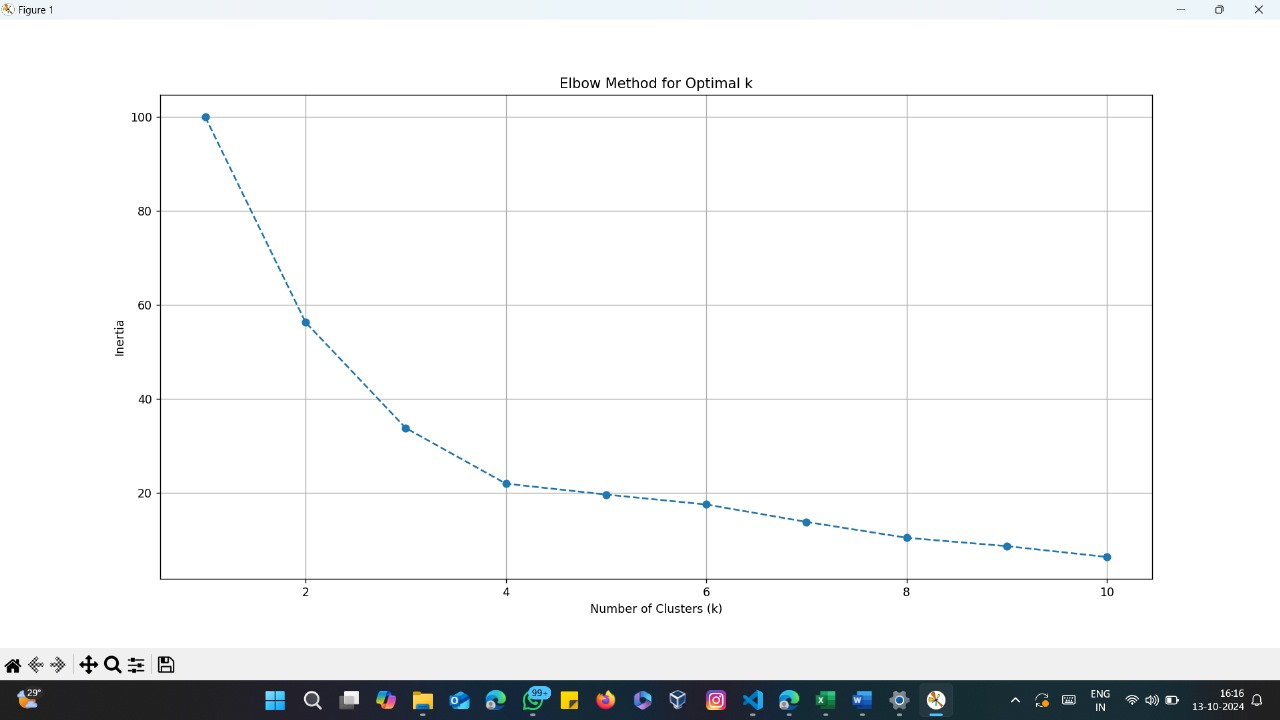 Figure 1
Elbow Method for Optimal k
100
80
60
40
20
Inertia
2 4 6 8 10
Number of Clusters (k)
29°
99+
ENG
IN
16:16
13-10-2024